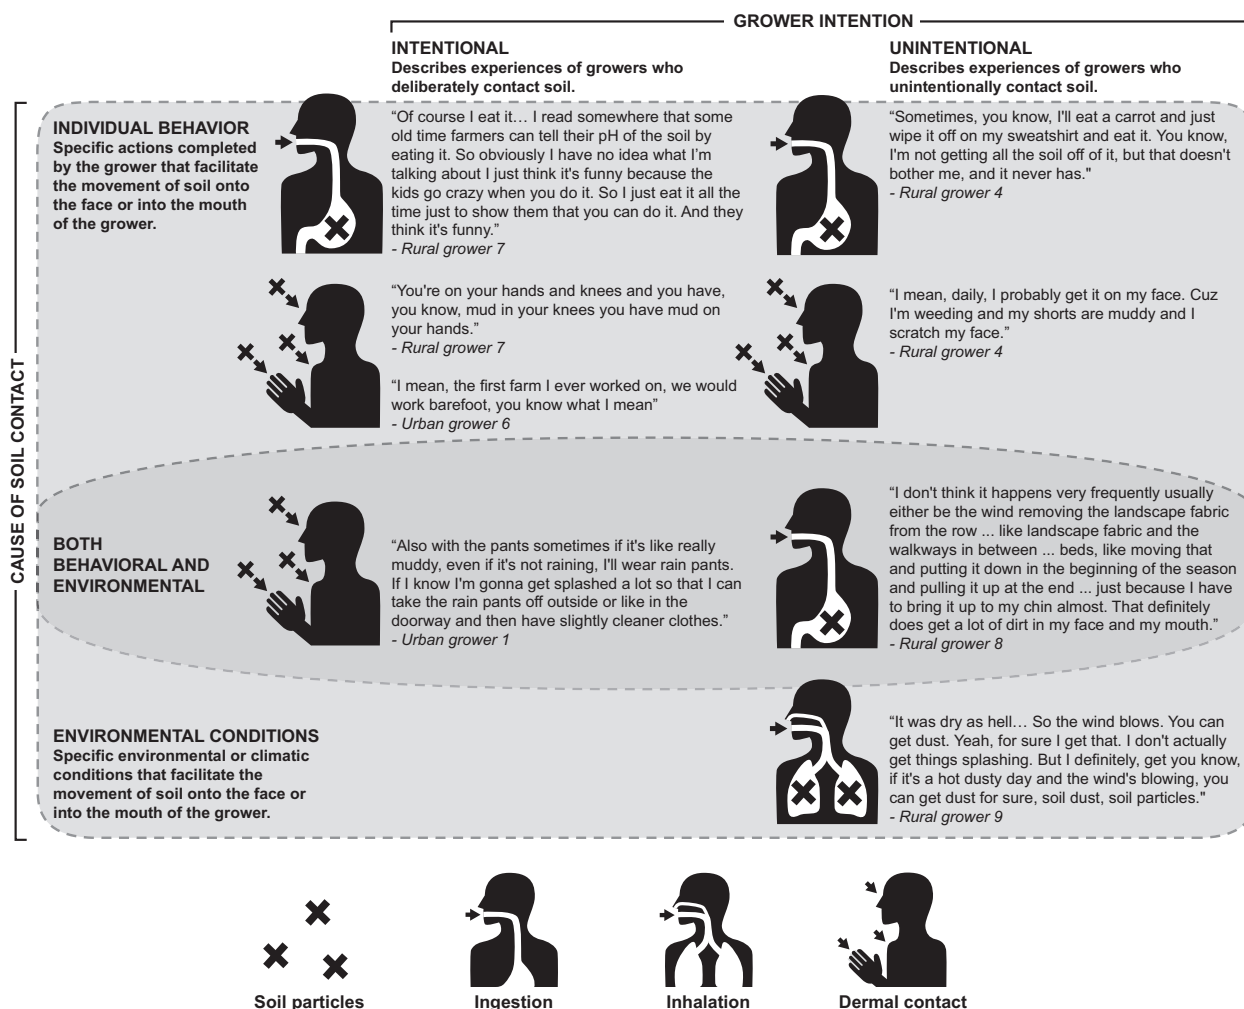 GROWER INTENTION
INTENTIONAL
Describes experiences of growers who
deliberately contact soil.
UNINTENTIONAL
Describes experiences of growers who
unintentionally contact soil.
CAUSE OF SOIL CONTACT
INDIVIDUAL BEHAVIOR
Specific actions completed
by the grower that facilitate
the movement of soil onto
the face or into the mouth
of the grower.
“Of course I eat it… I read somewhere that some
old time farmers can tell their pH of the soil by
eating it. So obviously I have no idea what I’m
talking about I just think it's funny because the
kids go crazy when you do it. So I just eat it all the
time just to show them that you can do it. And they
think it's funny.”
- Rural grower 7
“Sometimes, you know, I'll eat a carrot and just
wipe it off on my sweatshirt and eat it. You know,
I'm not getting all the soil off of it, but that doesn't
bother me, and it never has."
- Rural grower 4
“You're on your hands and knees and you have,
you know, mud in your knees you have mud on
your hands.”
- Rural grower 7
“I mean, the first farm I ever worked on, we would
work barefoot, you know what I mean”
- Urban grower 6
“I mean, daily, I probably get it on my face. Cuz
I'm weeding and my shorts are muddy and I
scratch my face.”
- Rural grower 4
BOTH
BEHAVIORAL AND
ENVIRONMENTAL
“Also with the pants sometimes if it's like really
muddy, even if it's not raining, I'll wear rain pants.
If I know I'm gonna get splashed a lot so that I can
take the rain pants off outside or like in the
doorway and then have slightly cleaner clothes.”
- Urban grower 1
“I don't think it happens very frequently usually
either be the wind removing the landscape fabric
from the row ... like landscape fabric and the
walkways in between ... beds, like moving that
and putting it down in the beginning of the season
and pulling it up at the end ... just because I have
to bring it up to my chin almost. That definitely
does get a lot of dirt in my face and my mouth.”
- Rural grower 8
ENVIRONMENTAL CONDITIONS
Specific environmental or climatic
conditions that facilitate the
movement of soil onto the face or
into the mouth of the grower.
“It was dry as hell… So the wind blows. You can
get dust. Yeah, for sure I get that. I don't actually
get things splashing. But I definitely, get you know,
if it's a hot dusty day and the wind's blowing, you
can get dust for sure, soil dust, soil particles."
- Rural grower 9
Soil particles
Ingestion
Inhalation
Dermal contact